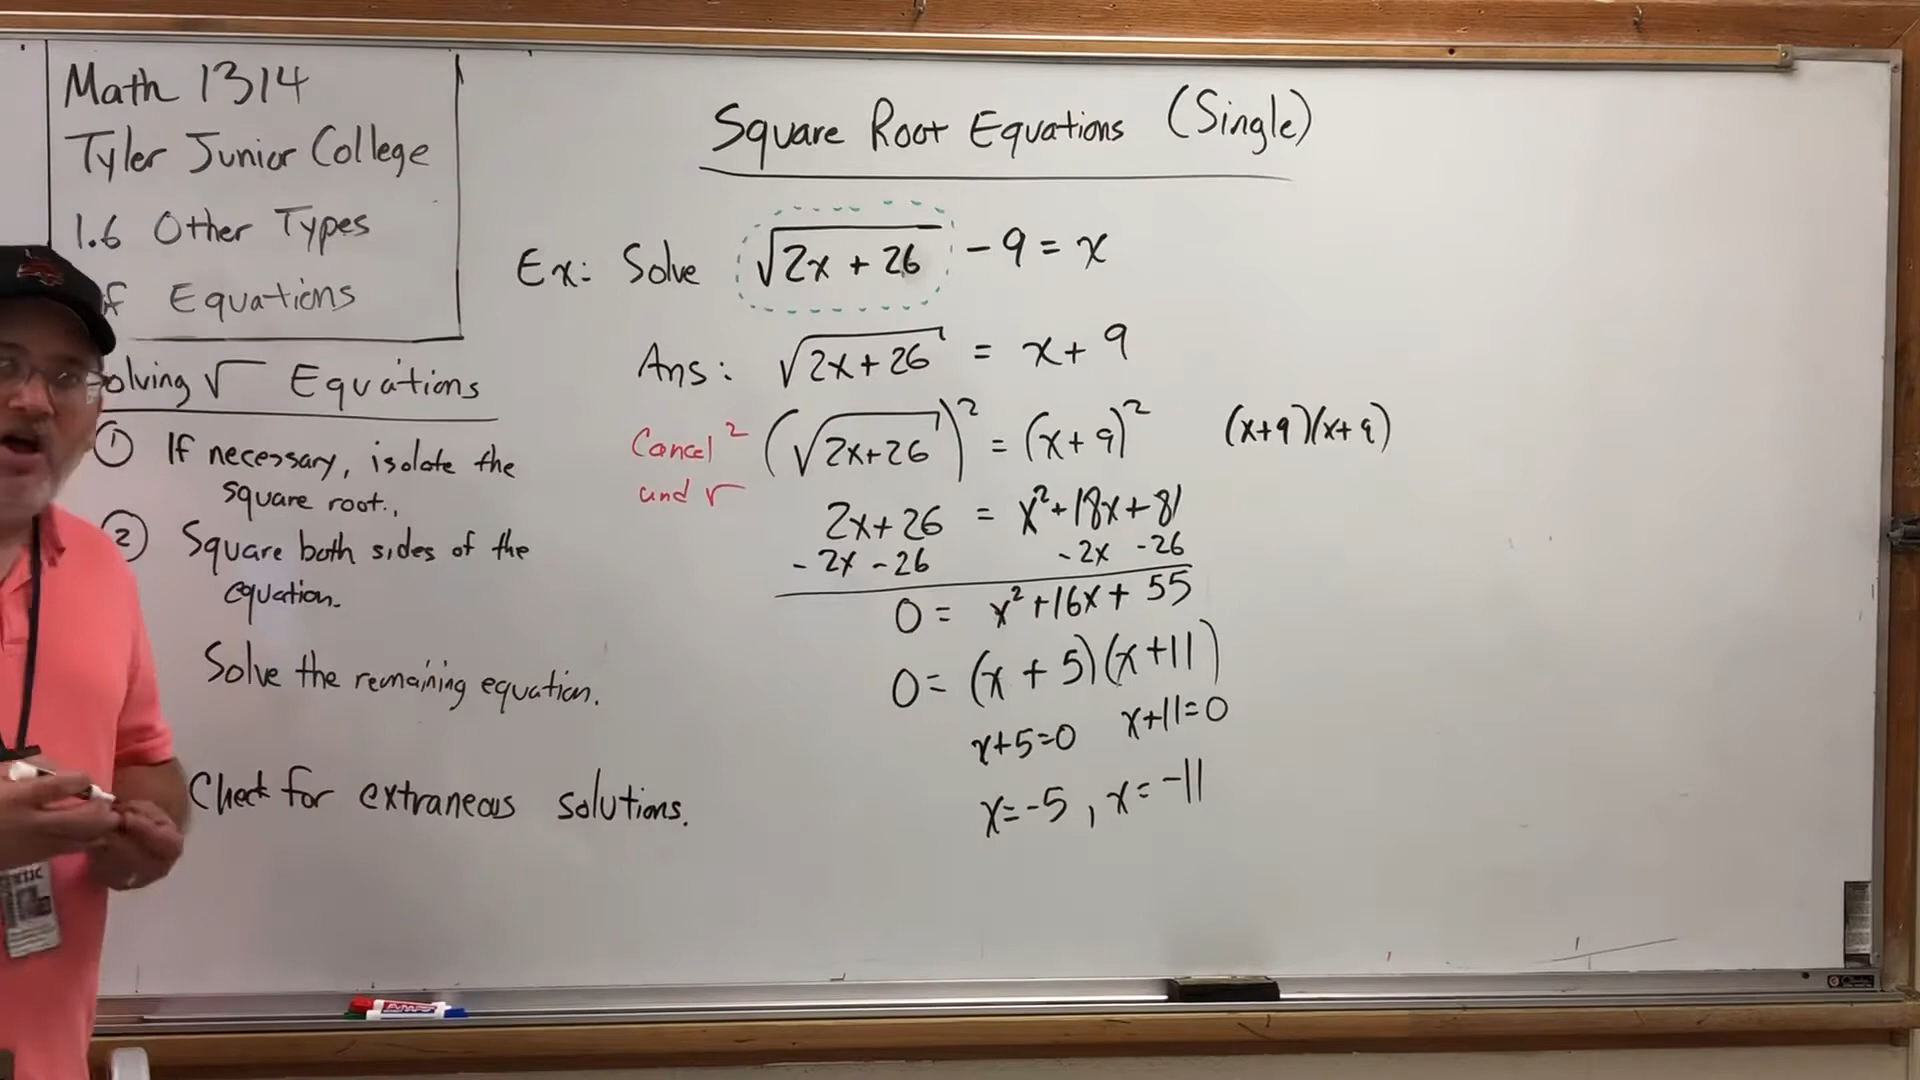 Math 1314
Tyler Junior College
1.6 Other Types
of Equations
Solving √ Equations
① If necessary, isolate the
square root.
② Square both sides of the
equation.
Solve the remaining equation.
Check for extraneous solutions.
Square Root Equations (Single)
Ex: Solve √(2x + 26) - 9 = x
Ans: √(2x + 26) = x + 9
Cancel ²
and √
(√(2x+26))² = (x + 9)²
(x+9)(x+9)
2x + 26 = x² + 18x + 81
- 2x - 26 - 2x - 26
0 = x² + 16x + 55
0 = (x + 5)(x + 11)
x+5=0 x+11=0
x = -5, x = -11